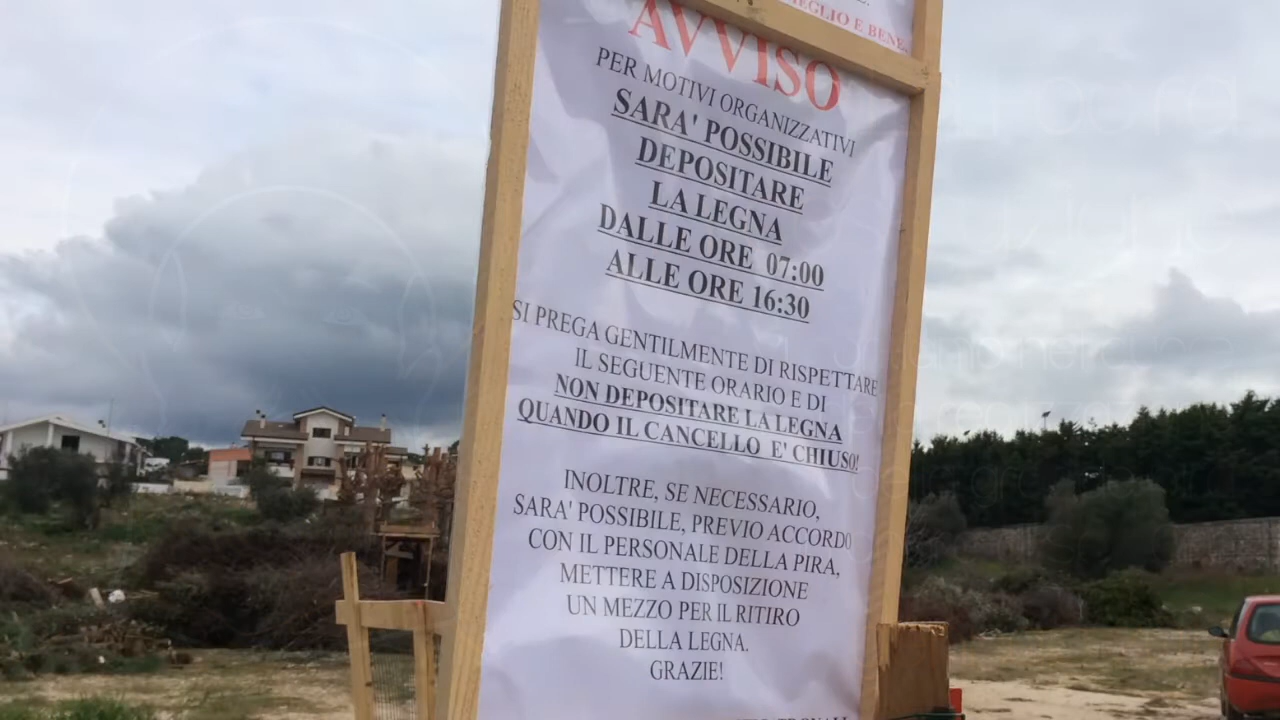 MEGLIO E BENE.
AVVISO
PER MOTIVI ORGANIZZATIVI
SARA' POSSIBILE
DEPOSITARE
LA LEGNA
DALLE ORE 07:00
ALLE ORE 16:30
SI PREGA GENTILMENTE DI RISPETTARE
IL SEGUENTE ORARIO E DI
NON DEPOSITARE LA LEGNA
QUANDO IL CANCELLO E' CHIUSO!
INOLTRE, SE NECESSARIO,
SARA' POSSIBILE, PREVIO ACCORDO
CON IL PERSONALE DELLA PIRA,
METTERE A DISPOSIZIONE
UN MEZZO PER IL RITIRO
DELLA LEGNA.
GRAZIE!